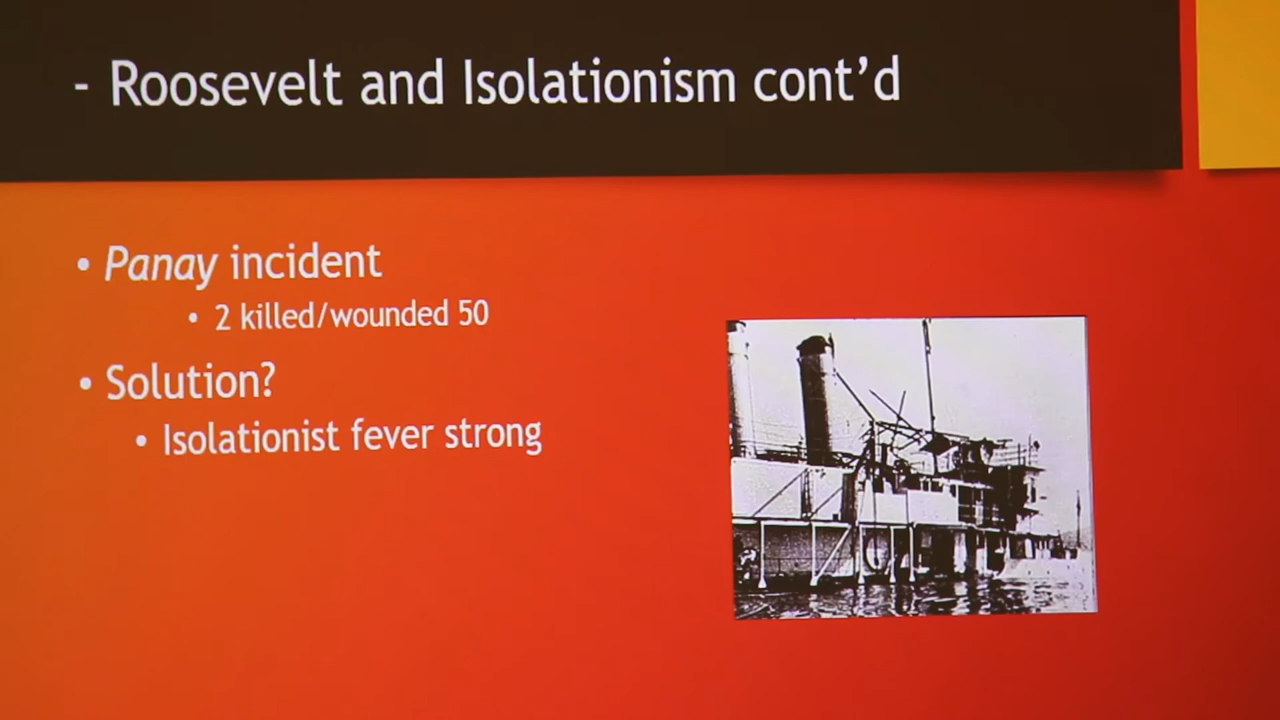 - Roosevelt and Isolationism cont’d
• Panay incident
• 2 killed/wounded 50
• Solution?
• Isolationist fever strong